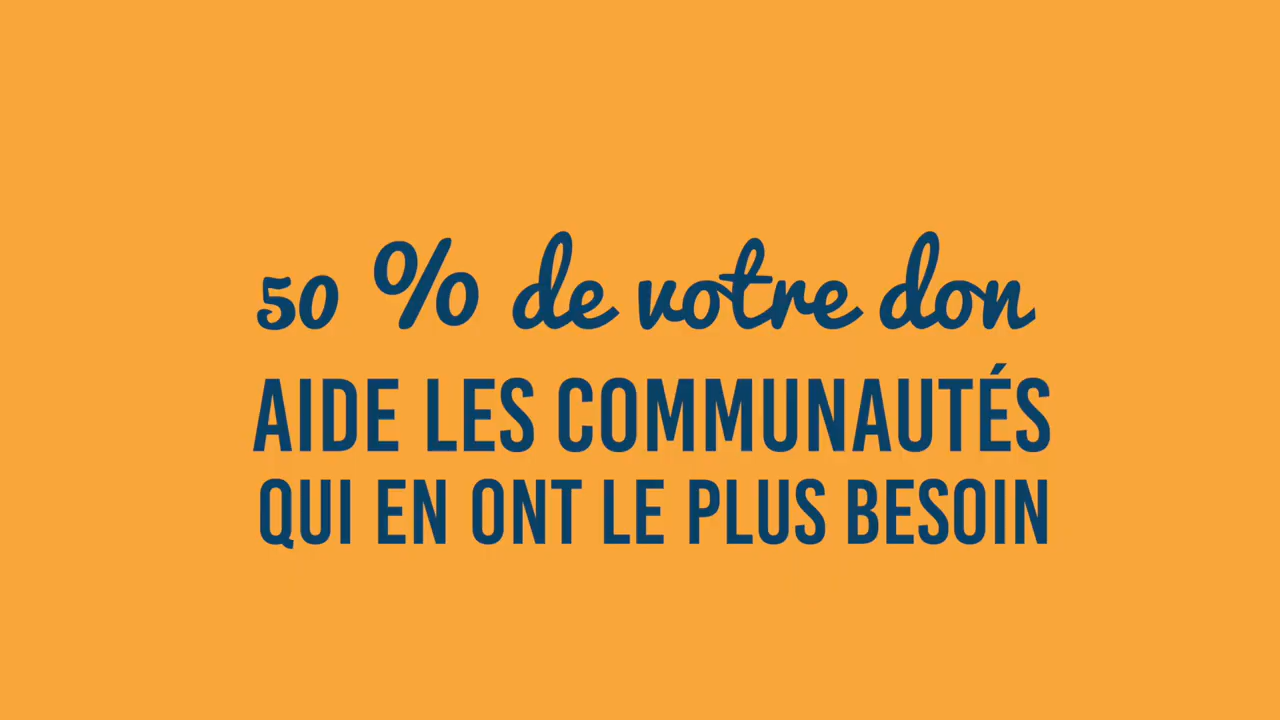 50 % de votre don
AIDE LES COMMUNAUTÉS
QUI EN ONT LE PLUS BESOIN